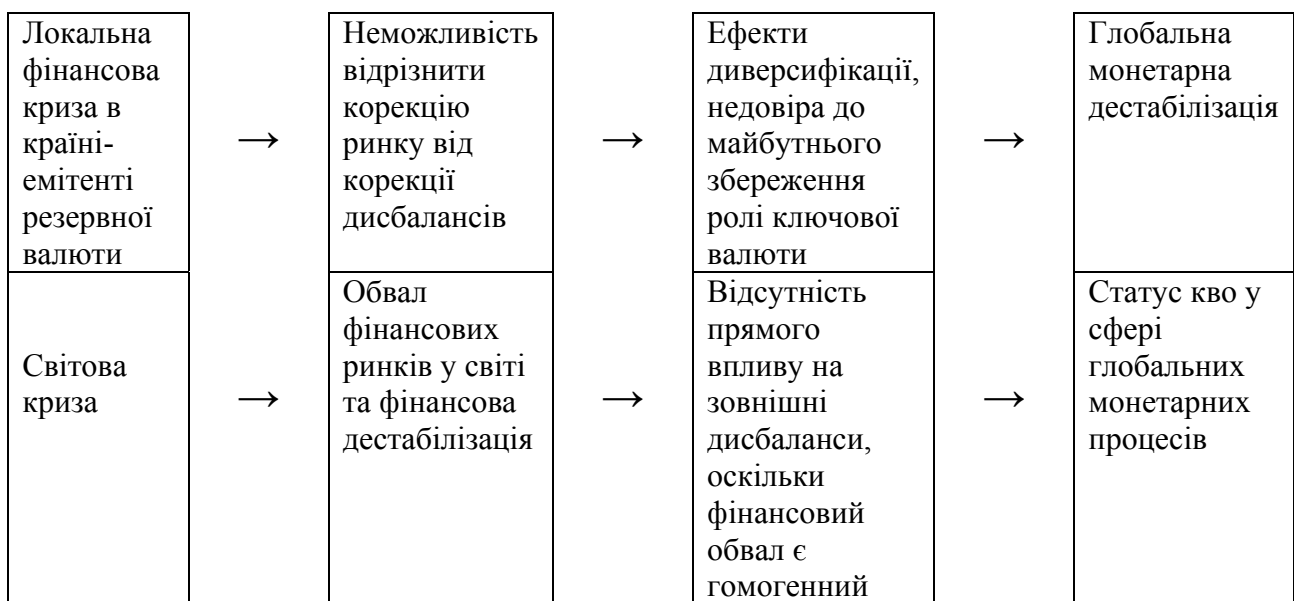 Локальна
фінансова
криза в
країні-
емітенті
резервної
валюти
→
Неможливість
відрізнити
корекцію
ринку від
корекції
дисбалансів
→
Ефекти
диверсифікації,
недовіра до
майбутнього
збереження
ролі ключової
валюти
→
Глобальна
монетарна
дестабілізація
Світова
криза
→
Обвал
фінансових
ринків у світі
та фінансова
дестабілізація
→
Відсутність
прямого
впливу на
зовнішні
дисбаланси,
оскільки
фінансовий
обвал є
гомогенний
→
Статус кво у
сфері
глобальних
монетарних
процесів